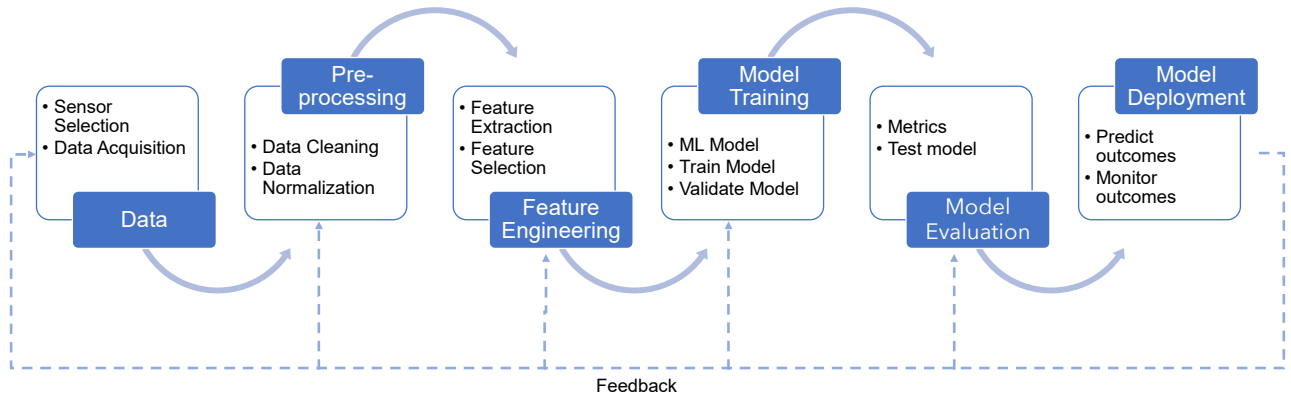 • Sensor
Selection
• Data Acquisition
Data
Pre-
processing
• Data Cleaning
• Data
Normalization
• Feature
Extraction
• Feature
Selection
Feature
Engineering
Model
Training
• ML Model
• Train Model
• Validate Model
• Metrics
• Test model
Model
Evaluation
Model
Deployment
• Predict
outcomes
• Monitor
outcomes
Feedback